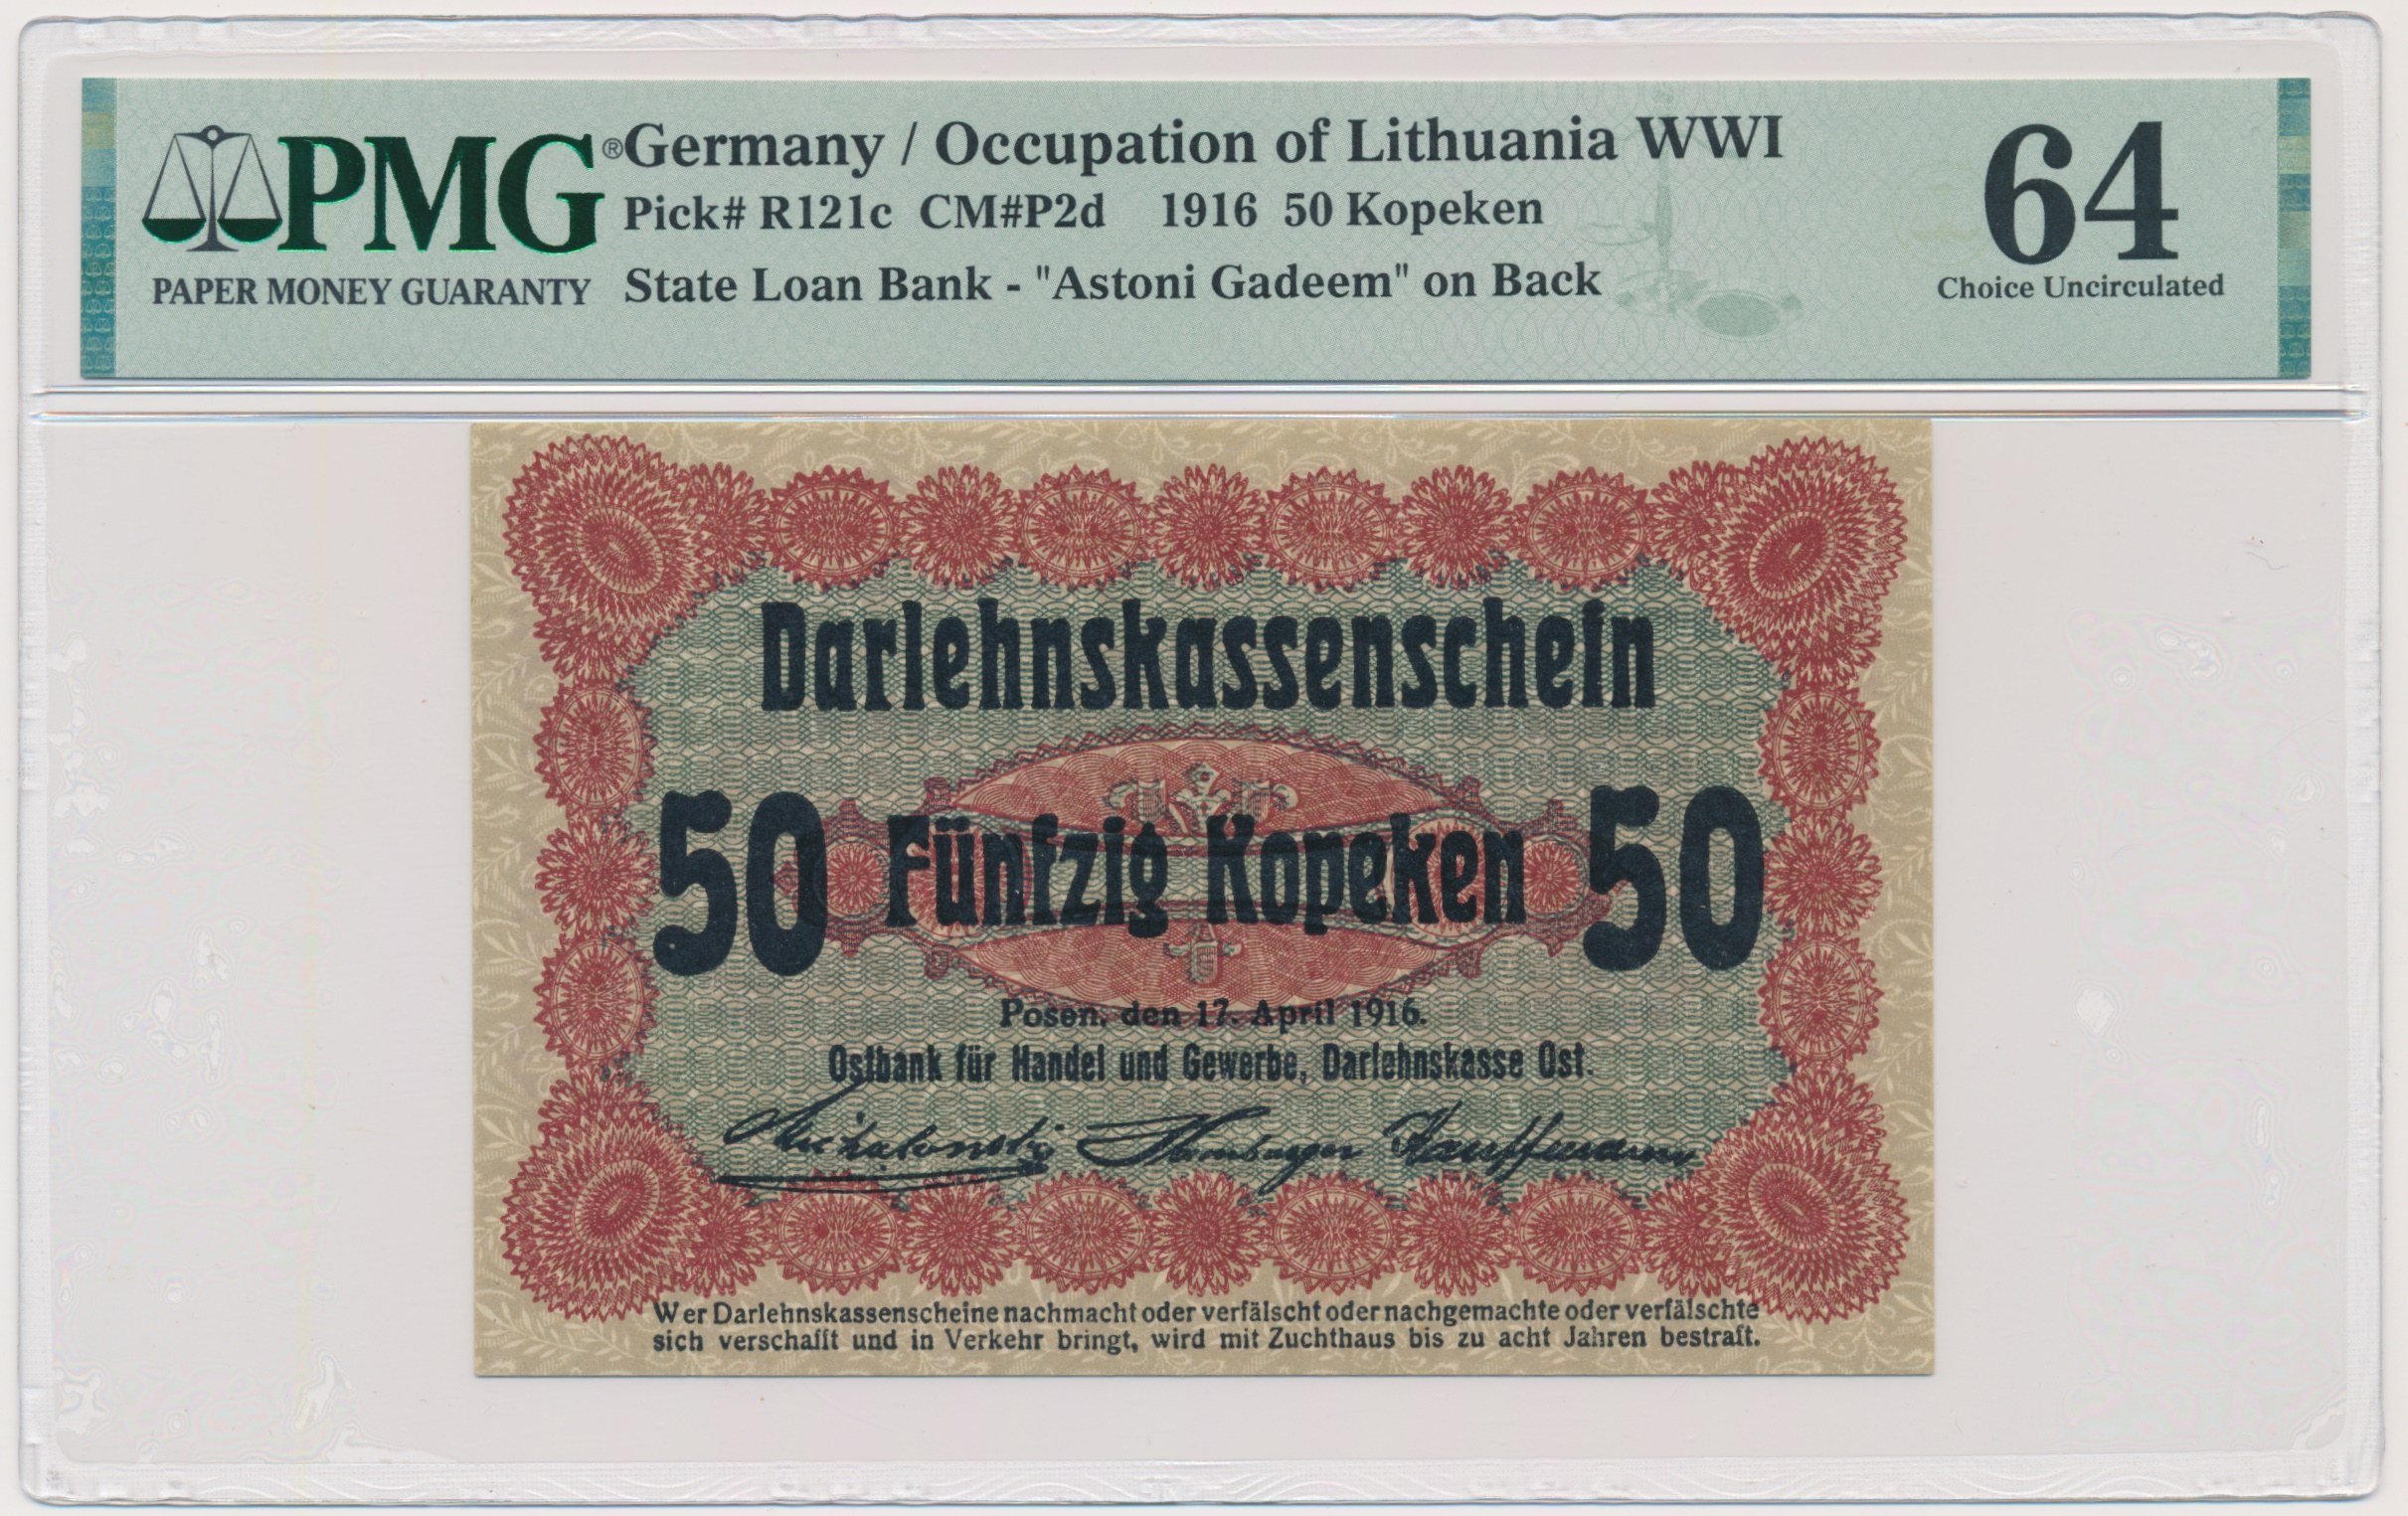 PMG®
PAPER MONEY GUARANTY
Germany / Occupation of Lithuania WWI
Pick# R121c CM#P2d 1916 50 Kopeken
State Loan Bank - "Astoni Gadeem" on Back
64
Choice Uncirculated
Darlehnskassenschein
50 Fünfzig Kopeken 50
Posen, den 17. April 1916.
Ostbank für Handel und Gewerbe, Darlehnskasse Ost.
Kauffmann
Wer Darlehnskassenscheine nachmacht oder verfälscht oder nachgemachte oder verfälschte
sich verschafft und in Verkehr bringt, wird mit Zuchthaus bis zu acht Jahren bestraft.